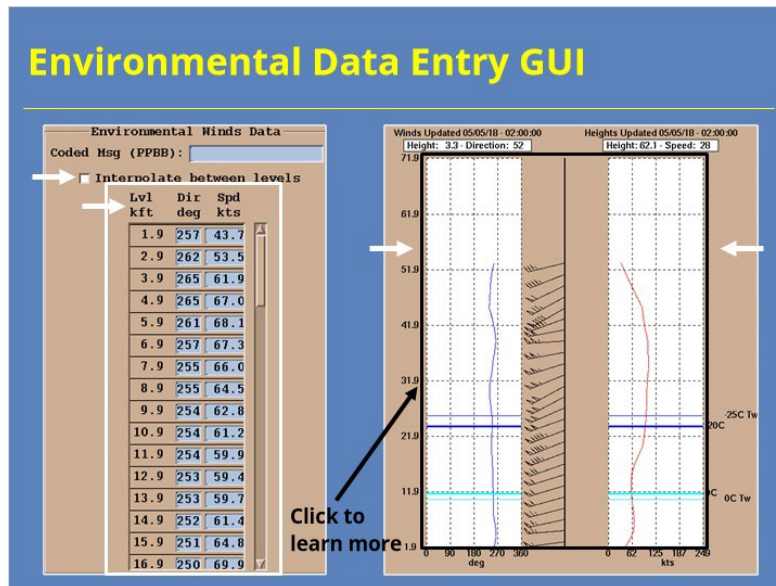 Environmental Data Entry GUI
Environmental Winds Data
Coded Msg (PPBB):
Interpolate between levels
Lvl Dir Spd
kft deg kts
1.9 257 43.7
2.9 262 53.5
3.9 265 61.9
4.9 265 67.0
5.9 261 68.1
6.9 257 67.3
7.9 255 66.0
8.9 255 64.5
9.9 254 62.8
10.9 254 61.2
11.9 254 59.9
12.9 253 59.4
13.9 253 59.7
14.9 252 61.4
15.9 251 64.8
16.9 250 69.9
Click to
learn more
Winds Updated 05/05/18 - 02:00:00
Heights Updated 05/05/18 - 02:00:00
Height: 3.3 - Direction: 52
Height: 62.1 - Speed: 28
71.9
61.9
51.9
41.9
31.9
21.9
11.9
1.9
-25C Tw
20C
0C Tw
0 90 180 270 360
deg
0 62 125 187 249
kts